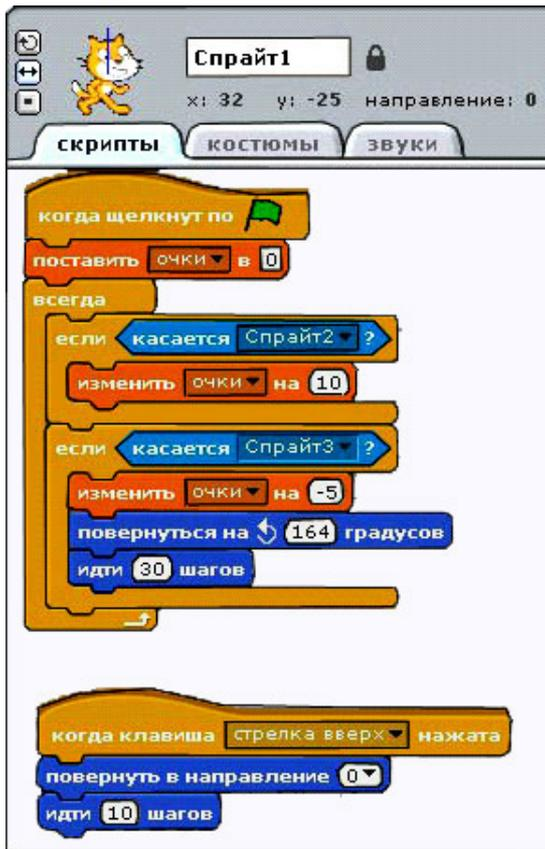 Спрайт1
x: 32 y: -25 направление: 0
скрипты костюмы звуки
когда щелкнут по
поставить очки в 0
всегда
если касается Спрайт2 ?
изменить очки на 10
если касается Спрайт3 ?
изменить очки на -5
повернуться на 164 градусов
идти 30 шагов
когда клавиша стрелка вверх нажата
повернуть в направление 0
идти 10 шагов